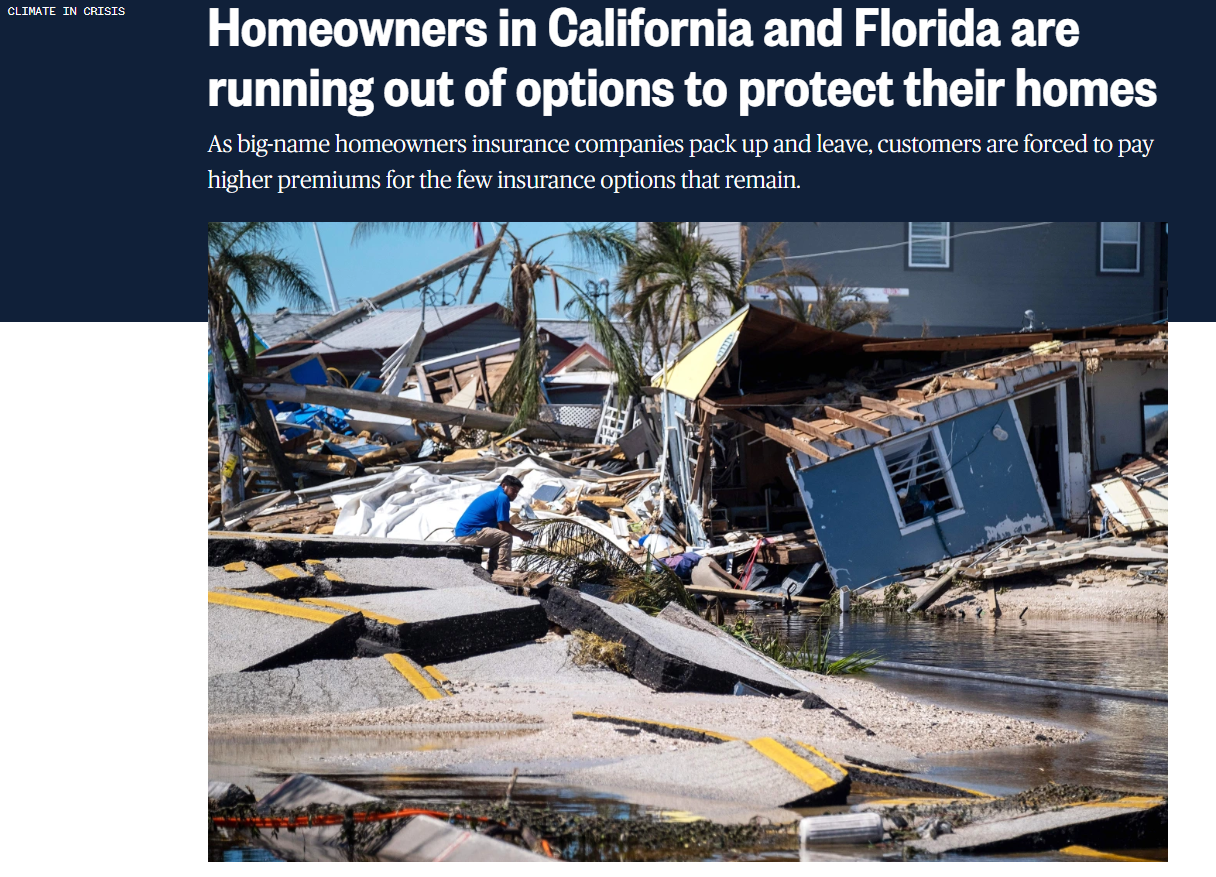 CLIMATE IN CRISIS
Homeowners in California and Florida are
running out of options to protect their homes
As big-name homeowners insurance companies pack up and leave, customers are forced to pay
higher premiums for the few insurance options that remain.